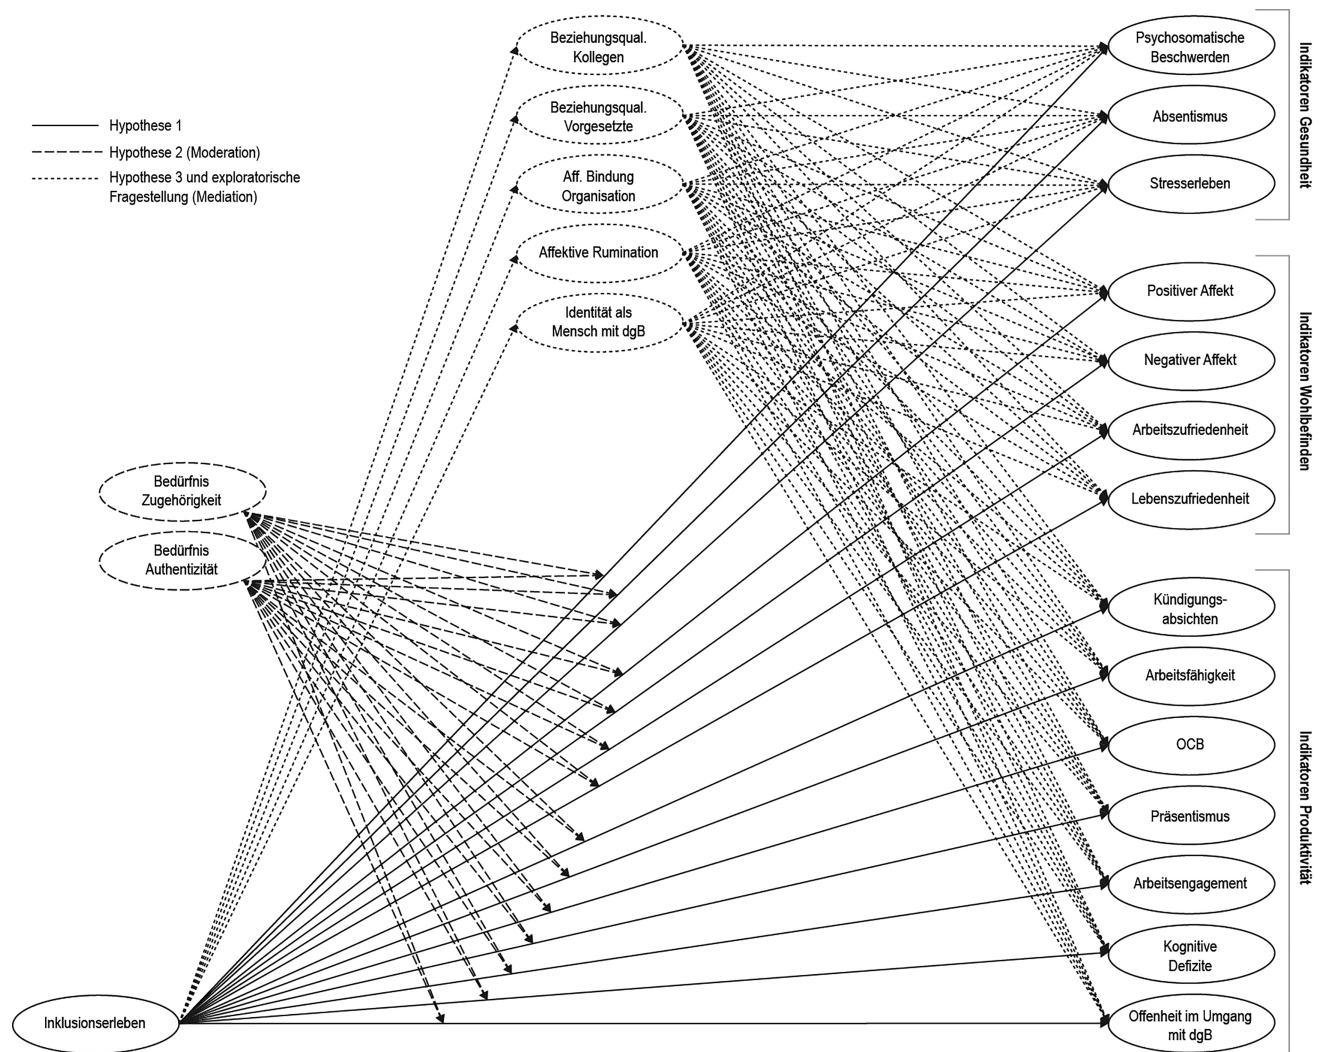 Hypothese 1
Hypothese 2 (Moderation)
Hypothese 3 und exploratorische
Fragestellung (Mediation)
Beziehungsqual.
Kollegen
Beziehungsqual.
Vorgesetzte
Aff. Bindung
Organisation
Affektive Rumination
Identität als
Mensch mit dgB
Bedürfnis
Zugehörigkeit
Bedürfnis
Authentizität
Inklusionserleben
Psychosomatische
Beschwerden
Absentismus
Stresserleben
Indikatoren Gesundheit
Positiver Affekt
Negativer Affekt
Arbeitszufriedenheit
Lebenszufriedenheit
Indikatoren Wohlbefinden
Kündigungs-
absichten
Arbeitsfähigkeit
OCB
Präsentismus
Arbeitsengagement
Kognitive
Defizite
Offenheit im Umgang
mit dgB
Indikatoren Produktivität